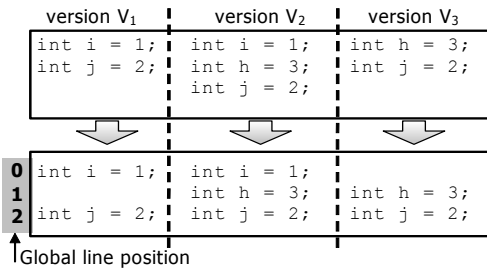 version V₁ version V₂ version V₃
int i = 1; int i = 1; int h = 3;
int j = 2; int h = 3; int j = 2;
int j = 2;
0 int i = 1; int i = 1;
1 int h = 3; int h = 3;
2 int j = 2; int j = 2; int j = 2;
Global line position